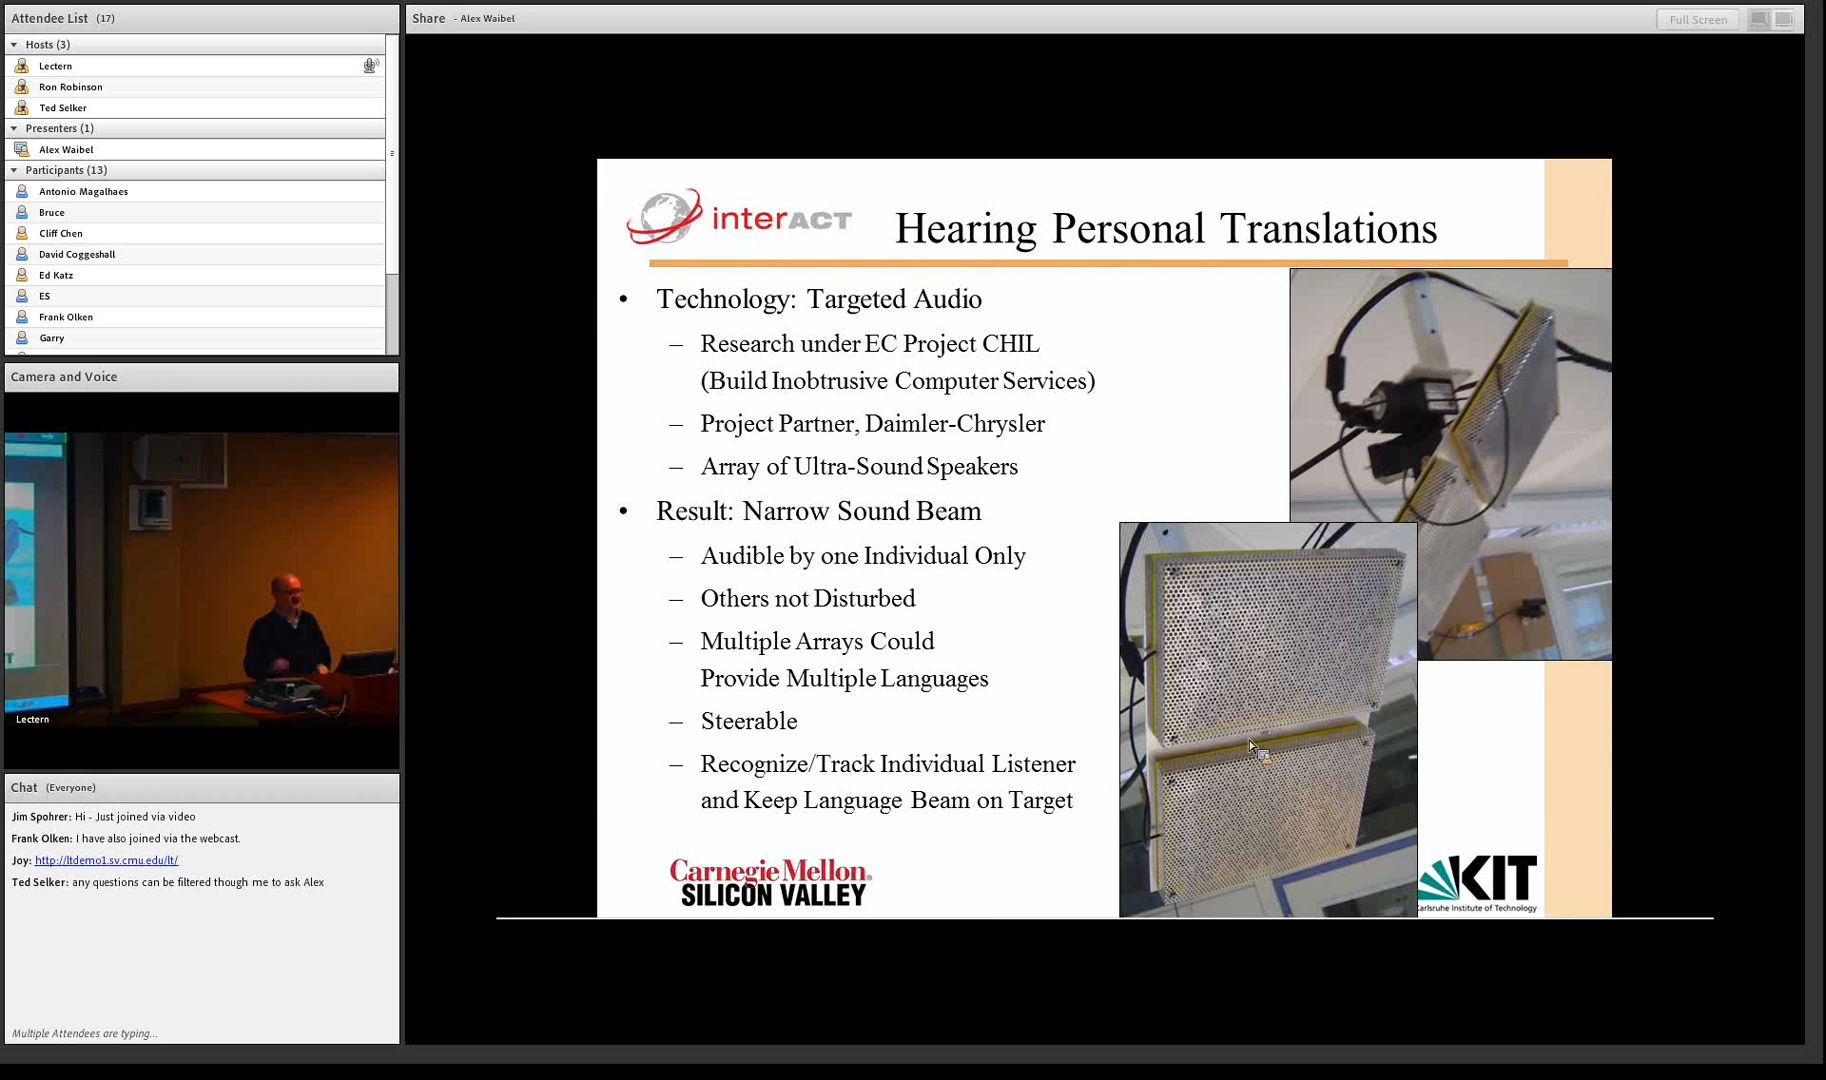 Attendee List (17)
Hosts (3)
Lectern
Ron Robinson
Ted Selker
Presenters (1)
Alex Waibel
Participants (13)
Antonio Magalhaes
Bruce
Cliff Chen
David Coggeshall
Ed Katz
ES
Frank Olken
Garry
Camera and Voice
Lectern
Chat (Everyone)
Jim Spohrer: Hi - Just joined via video
Frank Olken: I have also joined via the webcast.
Joy: http://ltdemo1.sv.cmu.edu/lt/
Ted Selker: any questions can be filtered though me to ask Alex
Multiple Attendees are typing...
Share - Alex Waibel
Full Screen
interACT
Hearing Personal Translations
• Technology: Targeted Audio
– Research under EC Project CHIL
(Build Inobtrusive Computer Services)
– Project Partner, Daimler-Chrysler
– Array of Ultra-Sound Speakers
• Result: Narrow Sound Beam
– Audible by one Individual Only
– Others not Disturbed
– Multiple Arrays Could
Provide Multiple Languages
– Steerable
– Recognize/Track Individual Listener
and Keep Language Beam on Target
Carnegie Mellon®
SILICON VALLEY
KIT
Karlsruhe Institute of Technology